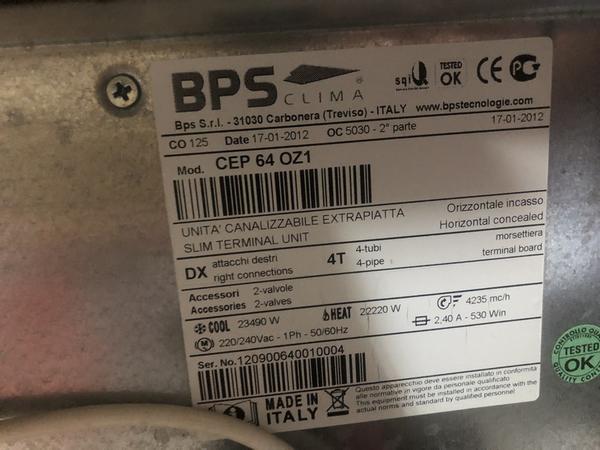 BPS
CLIMA
®
sqi
TESTED
OK
CE
Bps S.r.l. - 31030 Carbonera (Treviso) - ITALY www.bpstecnologie.com
CO 125 Date 17-01-2012 OC 5030 - 2° parte 17-01-2012
Mod. CEP 64 OZ1
UNITA' CANALIZZABILE EXTRAPIATTA Orizzontale incasso
SLIM TERMINAL UNIT Horizontal concealed
DX attacchi destri 4T 4-tubi morsettiera
right connections 4-pipe terminal board
Accessori 2-valvole
Accessories 2-valves
COOL 23490 W HEAT 22220 W 4235 mc/h
M 220/240Vac - 1Ph - 50/60Hz 2,40 A - 530 Win
Ser. No.120900640010004
MADE IN
ITALY
Questo apparecchio deve essere installato in conformità
alle normative in vigore da personale qualificato
This equipment must be installed in accordance with
actual norms and standard by qualified personnel
CONTROLLO
TESTED
OK
QUALITY